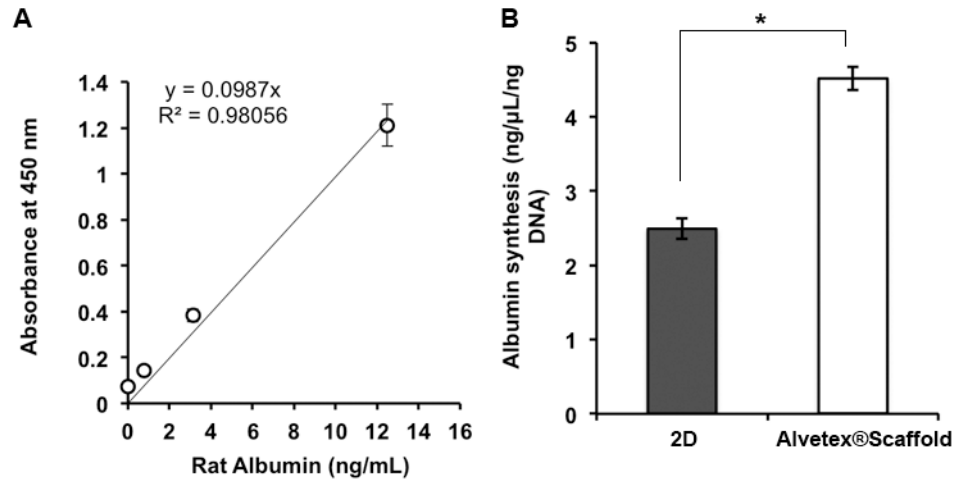 A
y = 0.0987x
R² = 0.98056
1.4
1.2
1
0.8
0.6
0.4
0.2
0
Absorbance at 450 nm
0 2 4 6 8 10 12 14 16
Rat Albumin (ng/mL)
B
*
5
4
3
2
1
0
Albumin synthesis (ng/µL/ng
DNA)
2D Alvetex®Scaffold